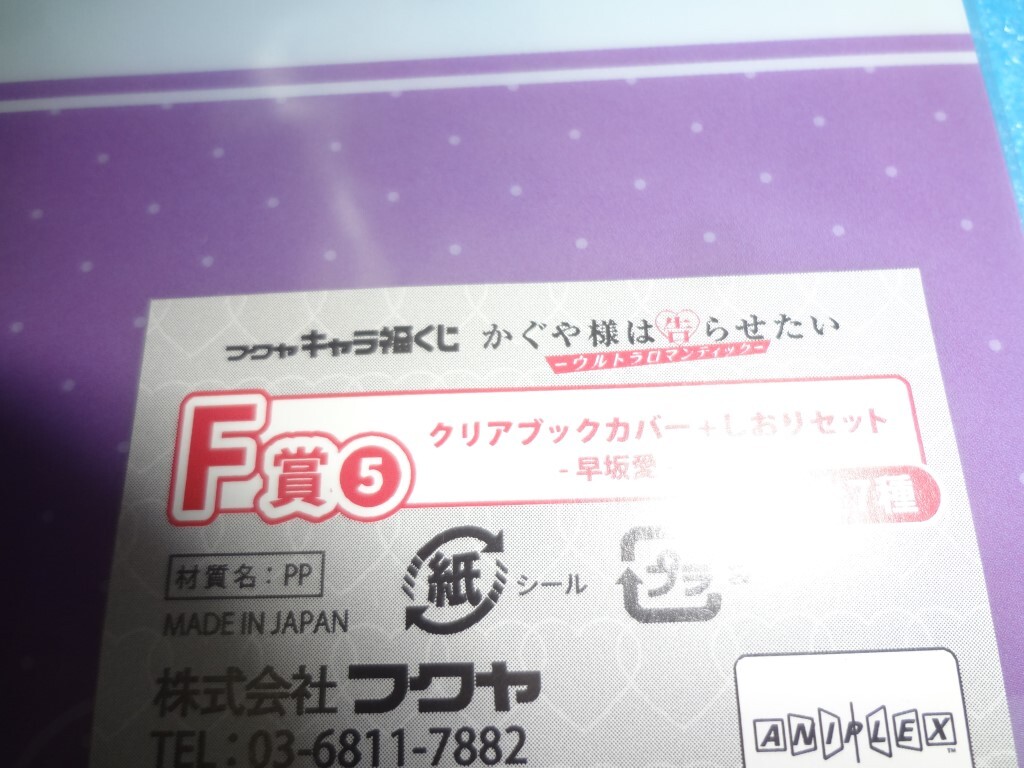 フクヤ キャラ福くじ かぐや様は告らせたい
ーウルトラロマンティックー
F賞 5
クリアブックカバー+しおりセット
- 早坂愛
7種
材質名：PP
紙 シール
プラ
MADE IN JAPAN
株式会社 フクヤ
TEL：03-6811-7882
ANIPLEX